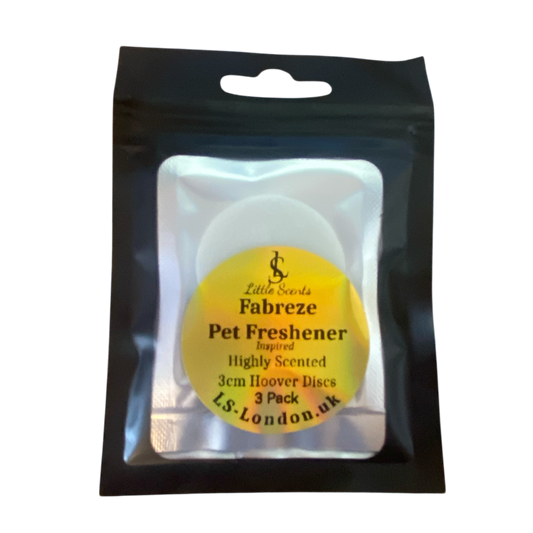 LS
Little Scents
Fabreze
Pet Freshener
Inspired
Highly Scented
3cm Hoover Discs
3 Pack
LS-London.uk